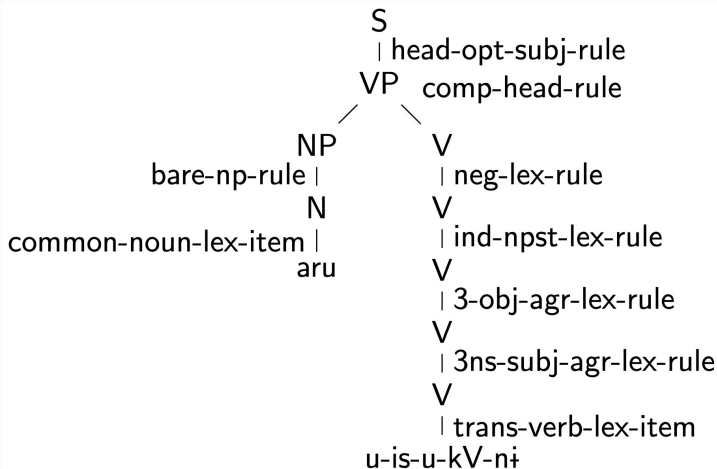 S
head-opt-subj-rule
VP comp-head-rule
NP V
bare-np-rule neg-lex-rule
N V
common-noun-lex-item ind-npst-lex-rule
aru V
3-obj-agr-lex-rule
V
3ns-subj-agr-lex-rule
V
trans-verb-lex-item
u-is-u-kV-nɨ